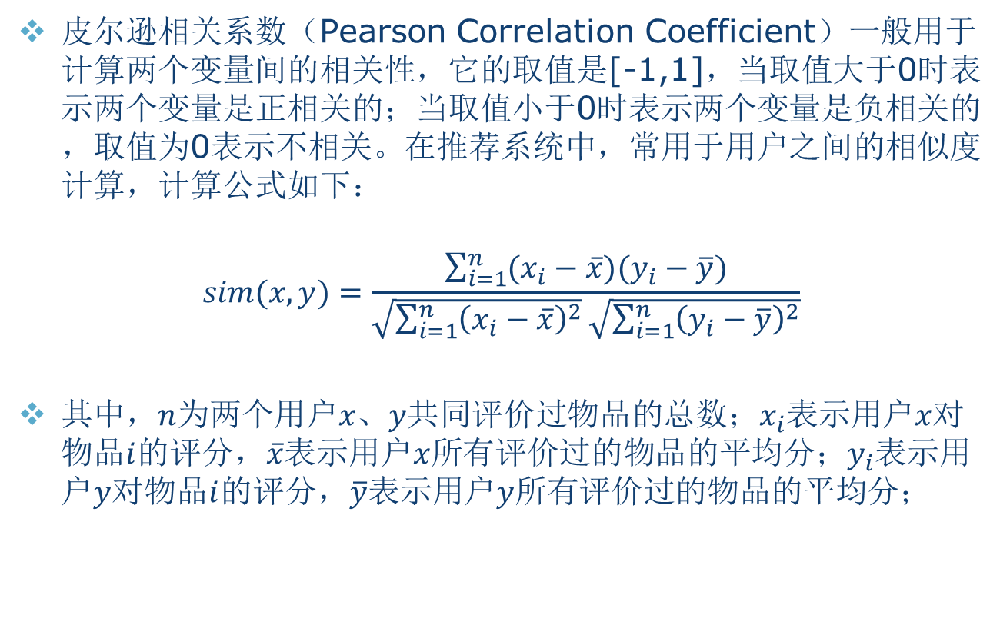 ❖ 皮尔逊相关系数（Pearson Correlation Coefficient）一般用于
计算两个变量间的相关性，它的取值是[-1,1]，当取值大于0时表
示两个变量是正相关的；当取值小于0时表示两个变量是负相关的
，取值为0表示不相关。在推荐系统中，常用于用户之间的相似度
计算，计算公式如下：
$sim(x,y) = \frac{\sum_{i=1}^{n}(x_i-\bar{x})(y_i-\bar{y})}{\sqrt{\sum_{i=1}^{n}(x_i-\bar{x})^2}\sqrt{\sum_{i=1}^{n}(y_i-\bar{y})^2}}$
❖ 其中，$n$为两个用户$x$、$y$共同评价过物品的总数；$x_i$表示用户$x$对
物品$i$的评分，$\bar{x}$表示用户$x$所有评价过的物品的平均分；$y_i$表示用
户$y$对物品$i$的评分，$\bar{y}$表示用户$y$所有评价过的物品的平均分；